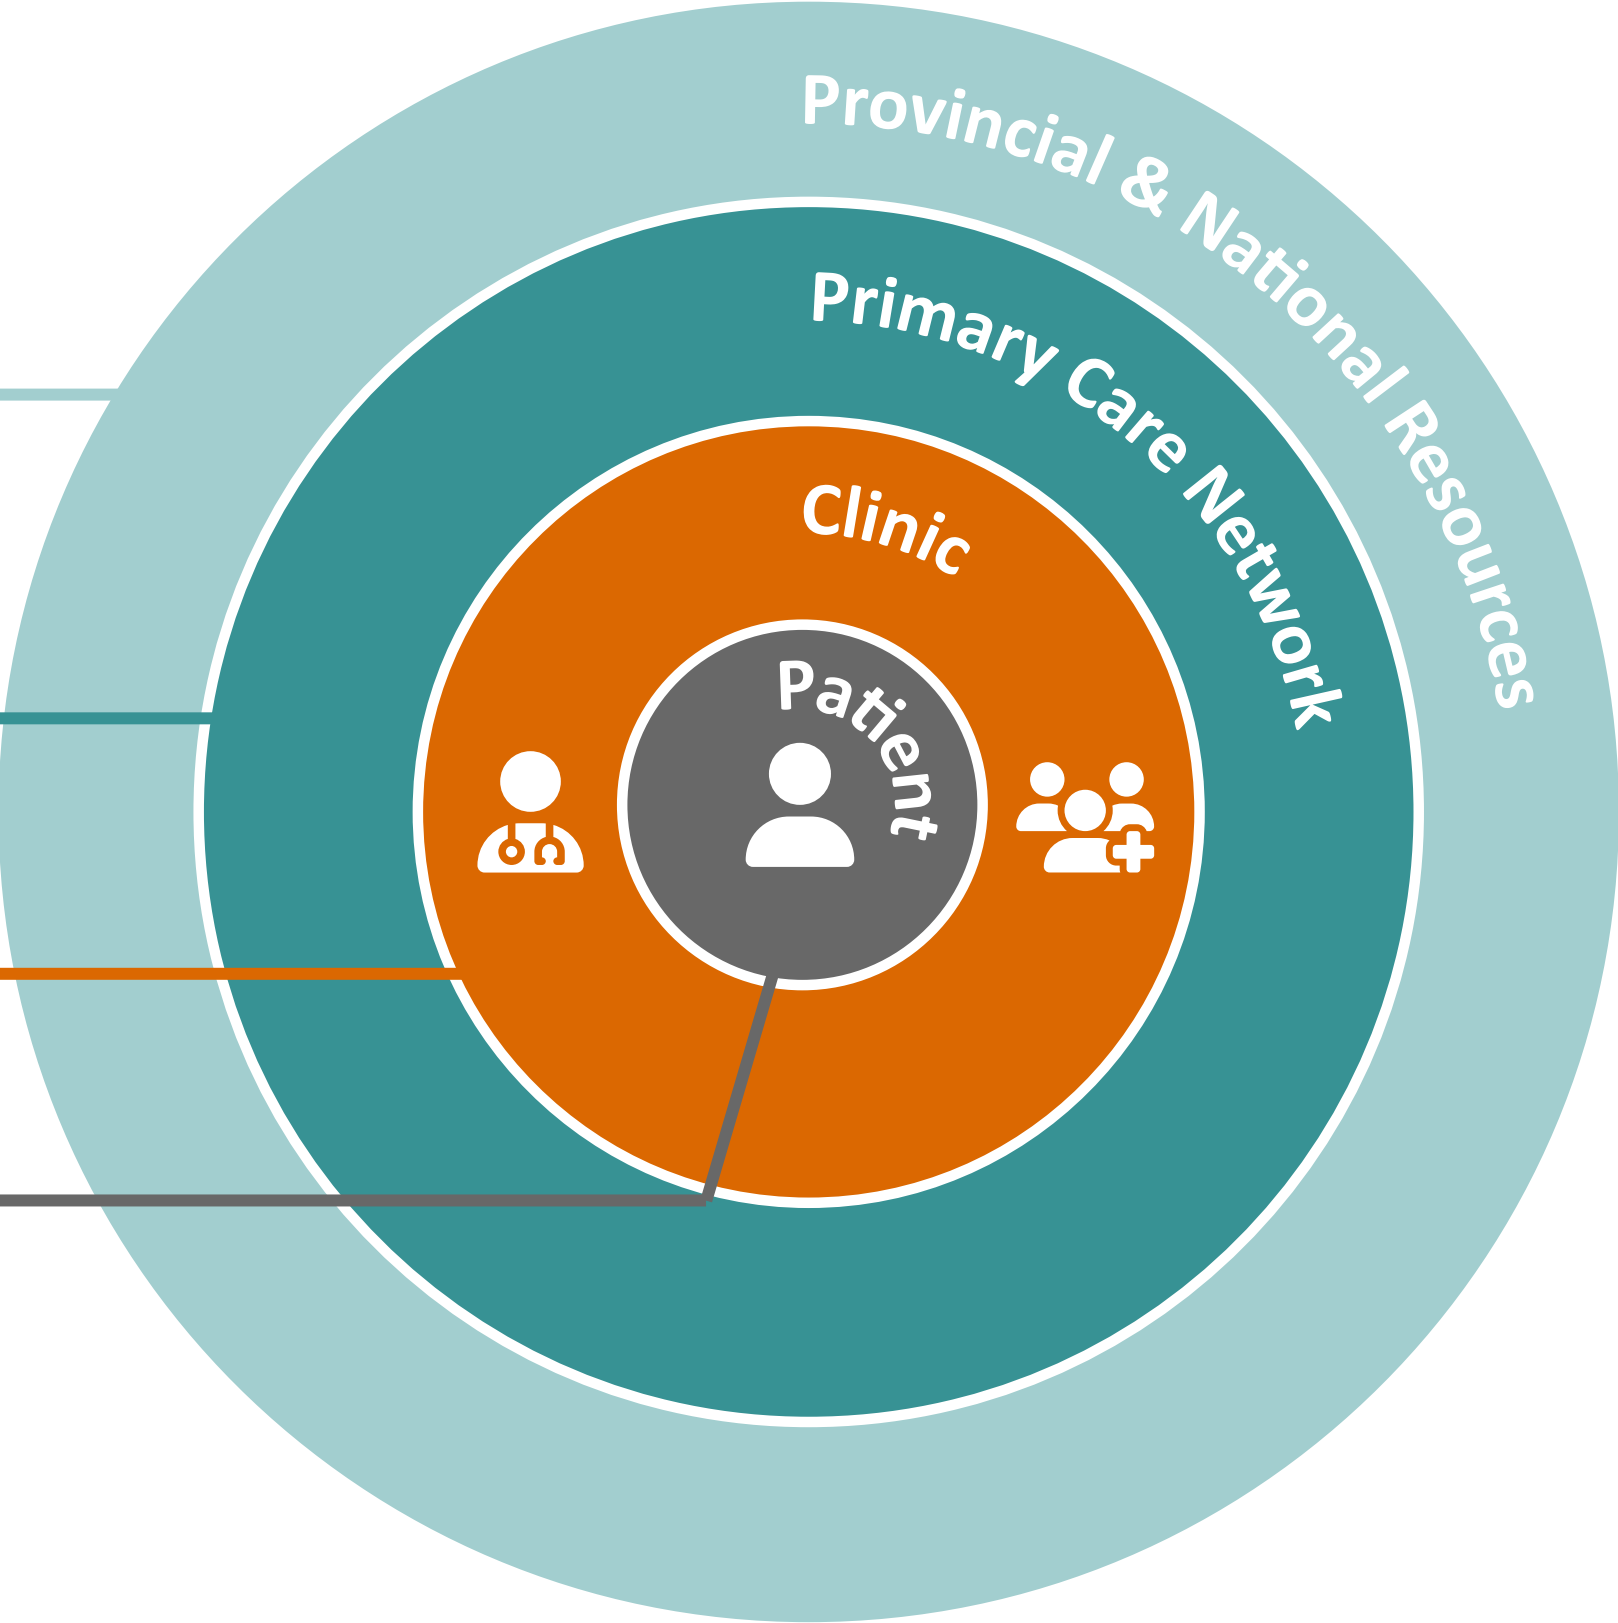 Provincial & National Resources
Primary Care Network
Clinic
Patient